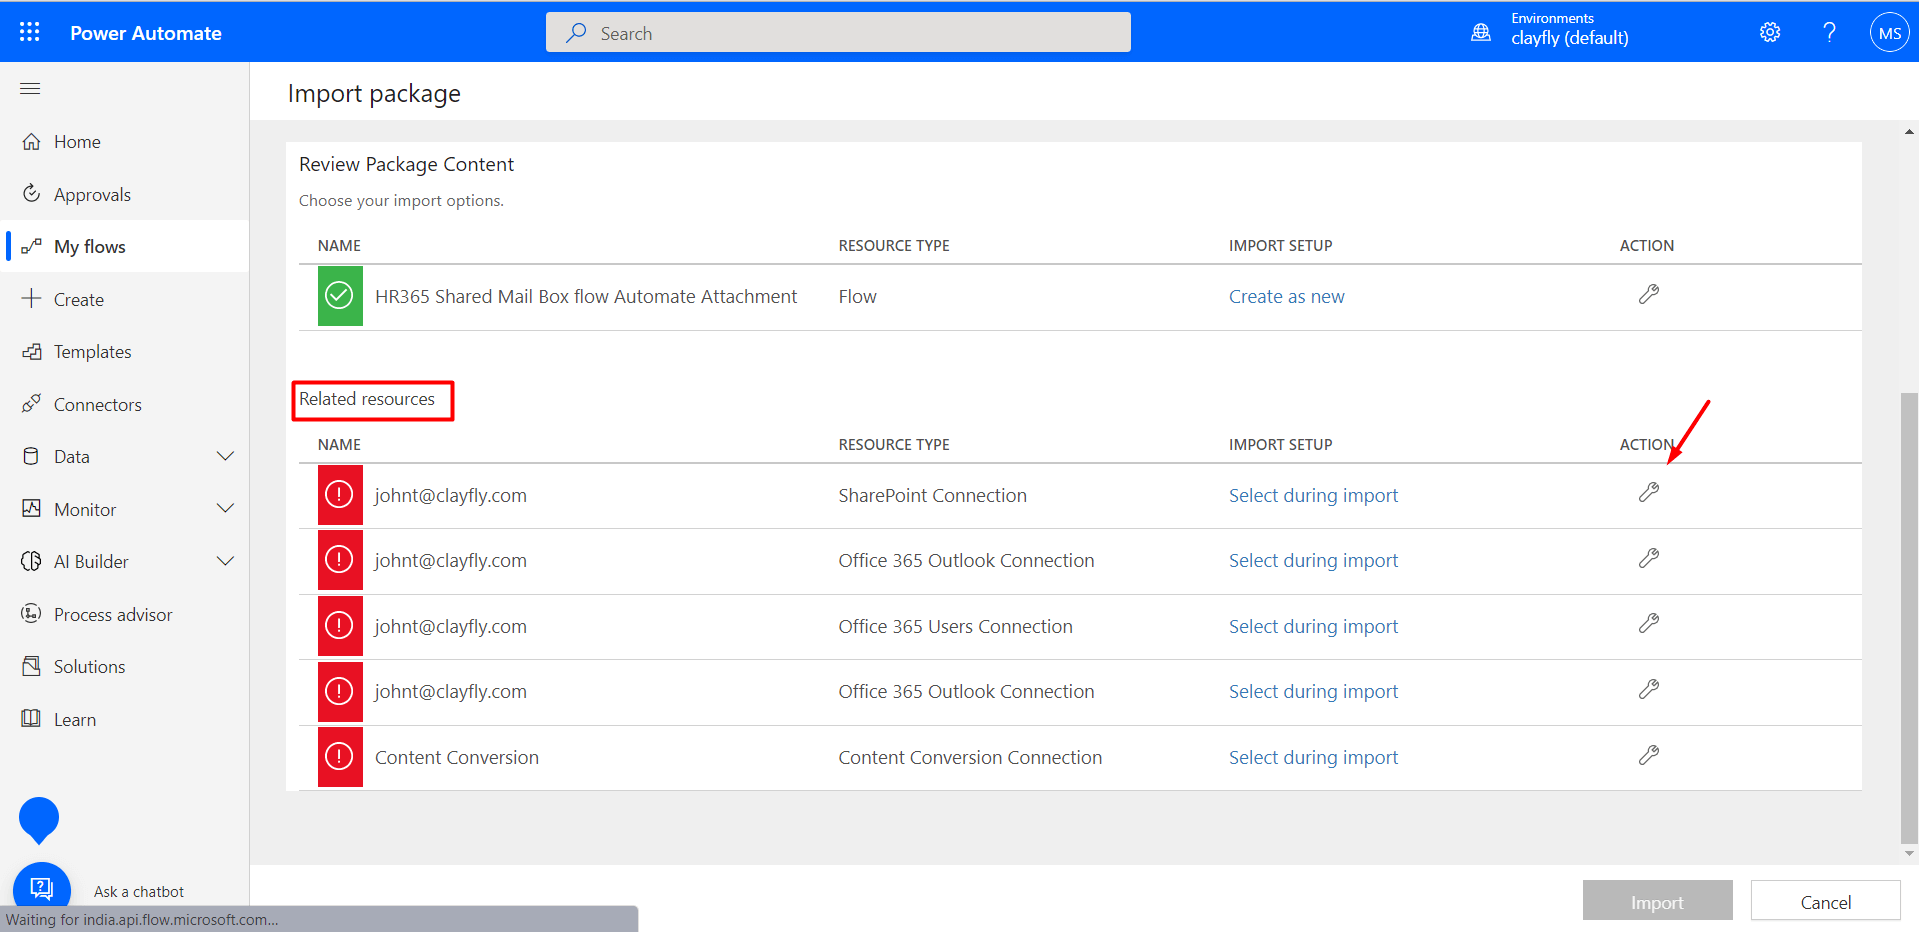 Power Automate
Search
Environments
clayfly (default)
?
MS
Import package
Home
Approvals
My flows
Create
Templates
Connectors
Data
Monitor
AI Builder
Process advisor
Solutions
Learn
Ask a chatbot
Waiting for india.api.flow.microsoft.com...
Review Package Content
Choose your import options.
NAME RESOURCE TYPE IMPORT SETUP ACTION
HR365 Shared Mail Box flow Automate Attachment Flow Create as new
Related resources
NAME RESOURCE TYPE IMPORT SETUP ACTION
johnt@clayfly.com SharePoint Connection Select during import
johnt@clayfly.com Office 365 Outlook Connection Select during import
johnt@clayfly.com Office 365 Users Connection Select during import
johnt@clayfly.com Office 365 Outlook Connection Select during import
Content Conversion Content Conversion Connection Select during import
Import Cancel